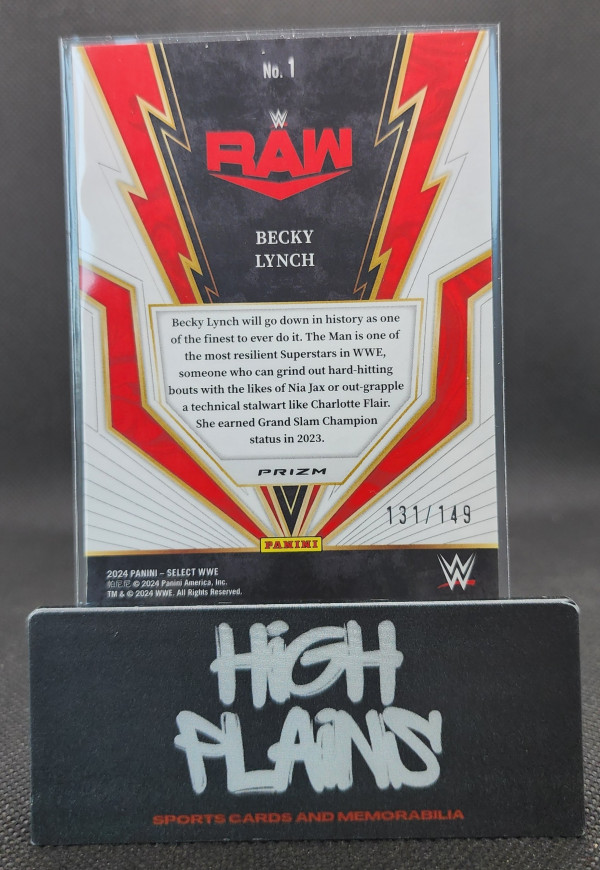 No. 1
W
RAW
BECKY
LYNCH
Becky Lynch will go down in history as one
of the finest to ever do it. The Man is one of
the most resilient Superstars in WWE,
someone who can grind out hard-hitting
bouts with the likes of Nia Jax or out-grapple
a technical stalwart like Charlotte Flair.
She earned Grand Slam Champion
status in 2023.
PRIZM
131/149
PANINI
2024 PANINI – SELECT WWE
帕尼尼 © 2024 Panini America, Inc.
TM & © 2024 WWE. All Rights Reserved.
W
HiGH
PLAiNS
SPORTS CARDS AND MEMORABILIA